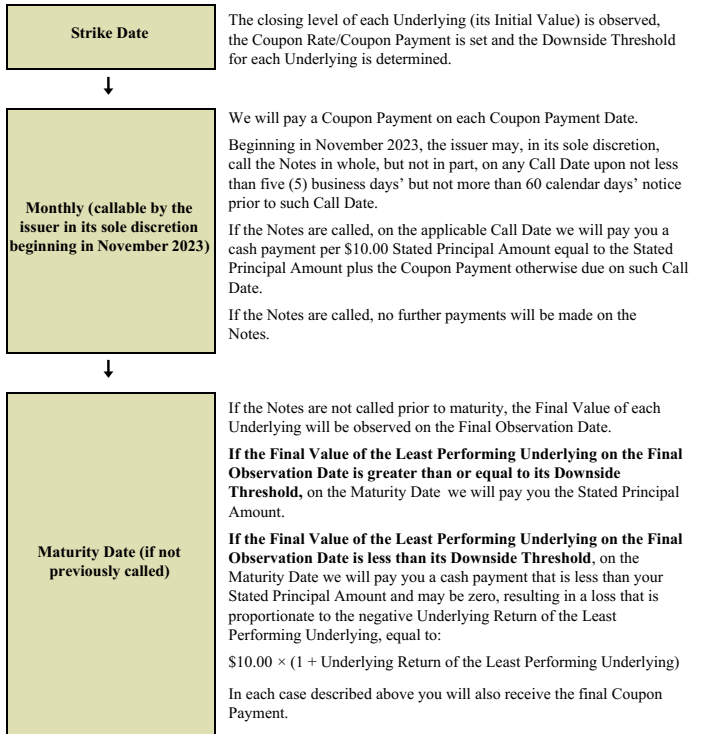 Strike Date
The closing level of each Underlying (its Initial Value) is observed,
the Coupon Rate/Coupon Payment is set and the Downside Threshold
for each Underlying is determined.
Monthly (callable by the
issuer in its sole discretion
beginning in November 2023)
We will pay a Coupon Payment on each Coupon Payment Date.
Beginning in November 2023, the issuer may, in its sole discretion,
call the Notes in whole, but not in part, on any Call Date upon not less
than five (5) business days’ but not more than 60 calendar days’ notice
prior to such Call Date.
If the Notes are called, on the applicable Call Date we will pay you a
cash payment per $10.00 Stated Principal Amount equal to the Stated
Principal Amount plus the Coupon Payment otherwise due on such Call
Date.
If the Notes are called, no further payments will be made on the
Notes.
Maturity Date (if not
previously called)
If the Notes are not called prior to maturity, the Final Value of each
Underlying will be observed on the Final Observation Date.
If the Final Value of the Least Performing Underlying on the Final
Observation Date is greater than or equal to its Downside
Threshold, on the Maturity Date we will pay you the Stated Principal
Amount.
If the Final Value of the Least Performing Underlying on the Final
Observation Date is less than its Downside Threshold, on the
Maturity Date we will pay you a cash payment that is less than your
Stated Principal Amount and may be zero, resulting in a loss that is
proportionate to the negative Underlying Return of the Least
Performing Underlying, equal to:
$10.00 × (1 + Underlying Return of the Least Performing Underlying)
In each case described above you will also receive the final Coupon
Payment.